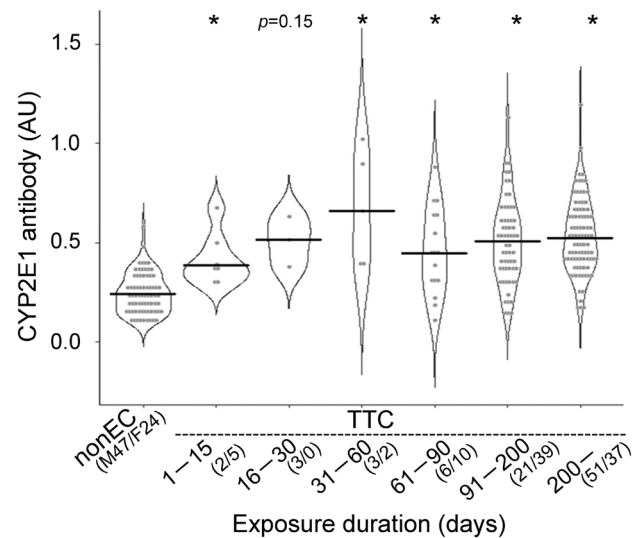 * p=0.15 * * * *
1.5
1.0
0.5
0.0
CYP2E1 antibody (AU)
TTC
nonEC
(M47/F24)
1−15
(2/5)
16−30
(3/0)
31−60
(3/2)
61−90
(6/10)
91−200
(21/39)
200−
(51/37)
Exposure duration (days)